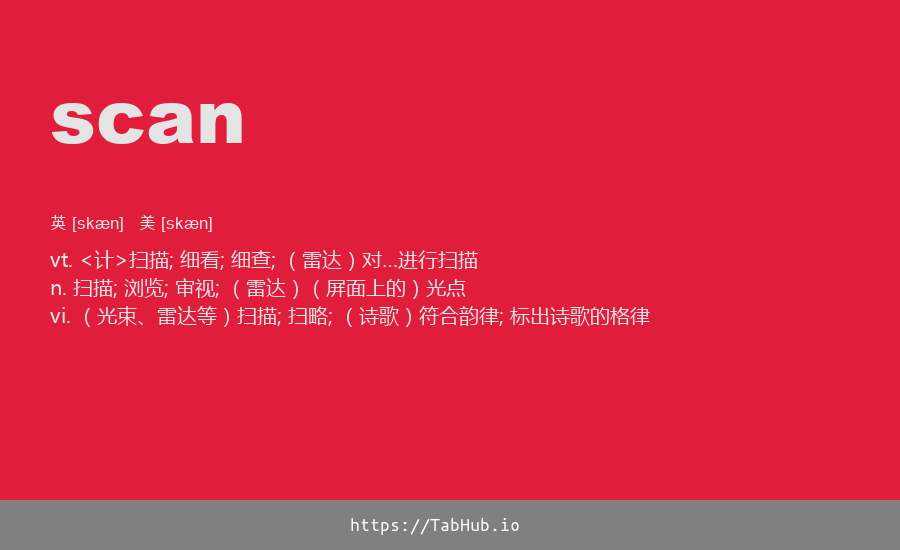 scan
英 [skæn] 美 [skæn]
vt. <计>扫描; 细看; 细查; （雷达）对...进行扫描
n. 扫描; 浏览; 审视; （雷达）（屏面上的）光点
vi. （光束、雷达等）扫描; 扫略; （诗歌）符合韵律; 标出诗歌的格律
https://TabHub.io